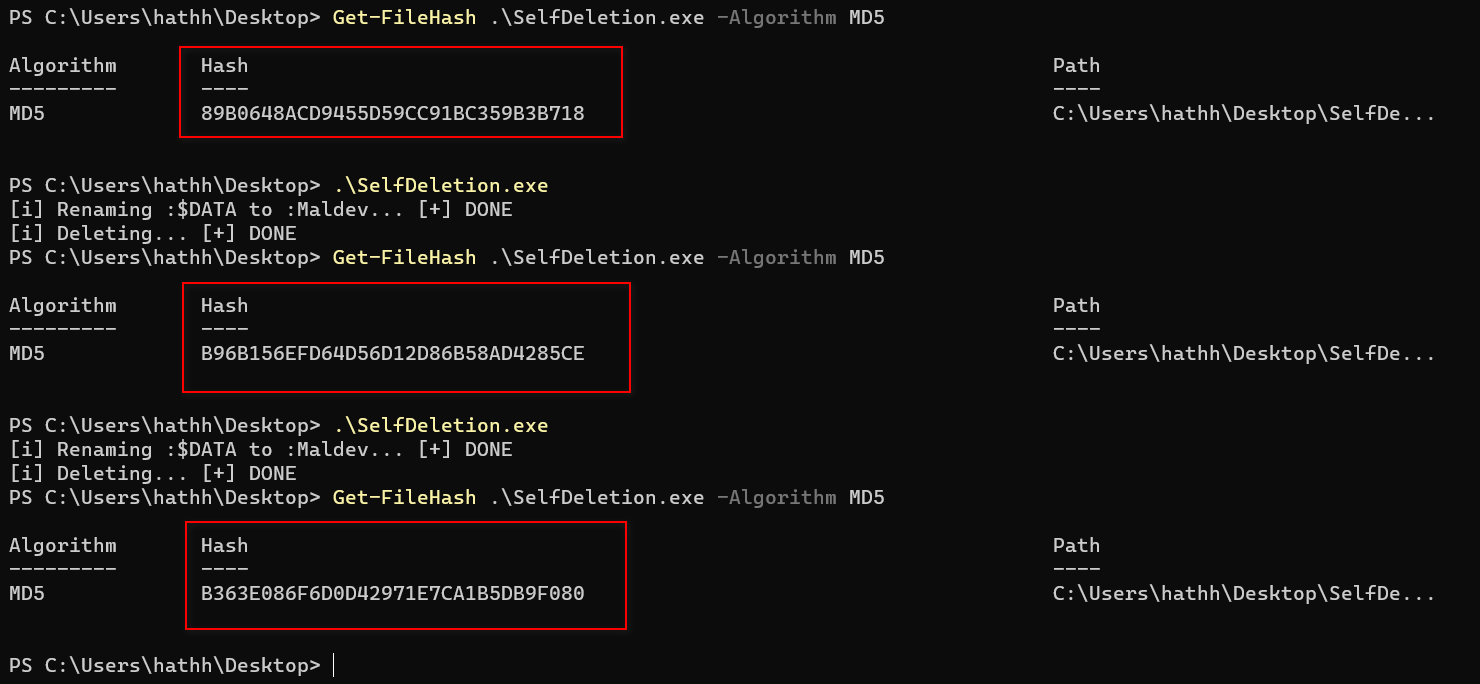 PS C:\Users\hathh\Desktop> Get-FileHash .\SelfDeletion.exe -Algorithm MD5
Algorithm Hash Path
--------- ---- ----
MD5 89B0648ACD9455D59CC91BC359B3B718 C:\Users\hathh\Desktop\SelfDe...
PS C:\Users\hathh\Desktop> .\SelfDeletion.exe
[i] Renaming :$DATA to :Maldev... [+] DONE
[i] Deleting... [+] DONE
PS C:\Users\hathh\Desktop> Get-FileHash .\SelfDeletion.exe -Algorithm MD5
Algorithm Hash Path
--------- ---- ----
MD5 B96B156EFD64D56D12D86B58AD4285CE C:\Users\hathh\Desktop\SelfDe...
PS C:\Users\hathh\Desktop> .\SelfDeletion.exe
[i] Renaming :$DATA to :Maldev... [+] DONE
[i] Deleting... [+] DONE
PS C:\Users\hathh\Desktop> Get-FileHash .\SelfDeletion.exe -Algorithm MD5
Algorithm Hash Path
--------- ---- ----
MD5 B363E086F6D0D42971E7CA1B5DB9F080 C:\Users\hathh\Desktop\SelfDe...
PS C:\Users\hathh\Desktop>